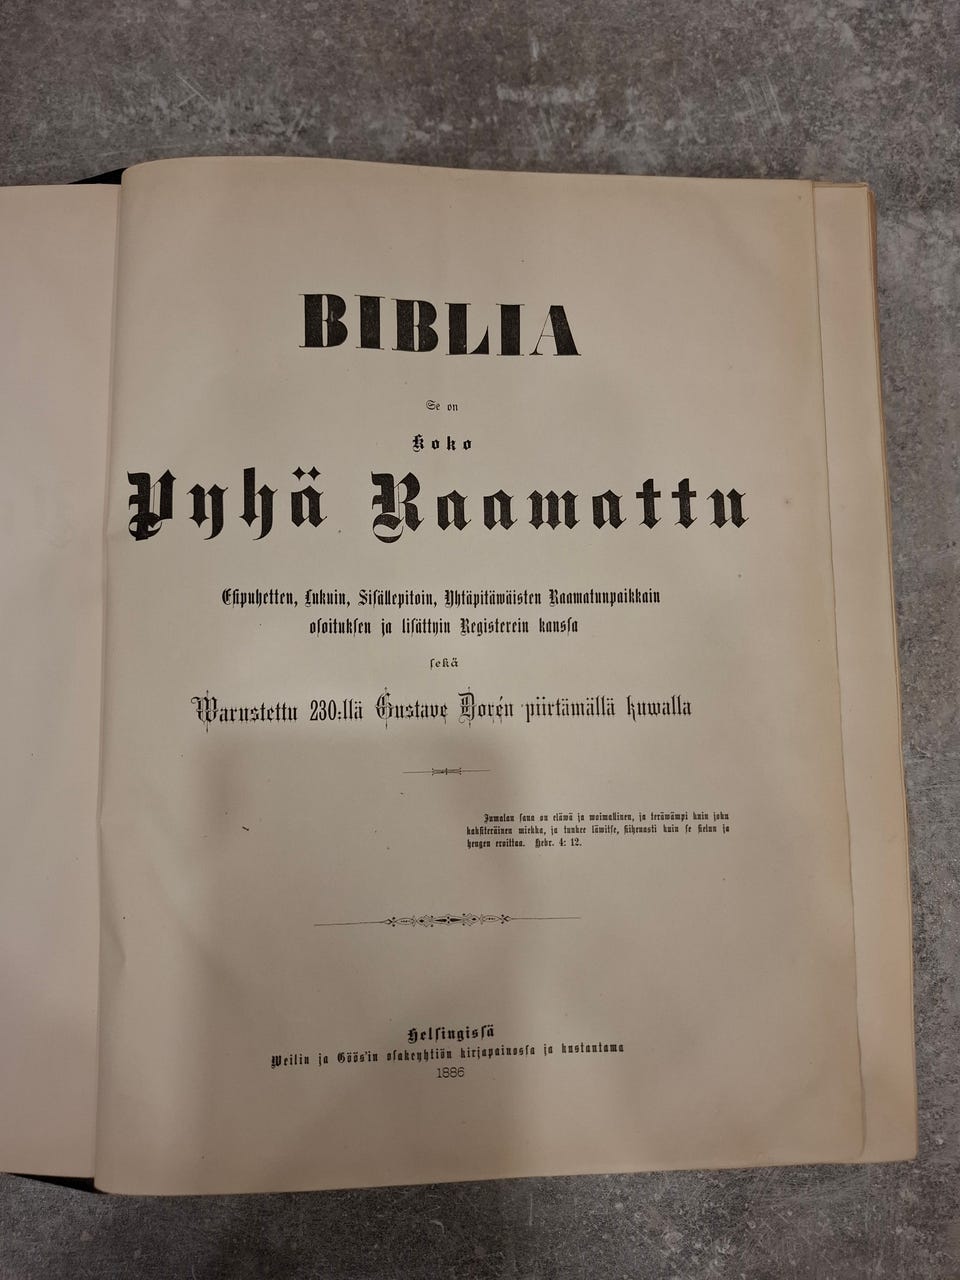 BIBLIA
Se on
Koko
Pyhä Raamattu
Esipuhetten, Lukuin, Sisällepitoin, Yhtäpitäwäisten Raamatunpaikkain
osoituksen ja lisättyin Registerein kanssa
sekä
Warustettu 230:llä Gustave Dorén piirtämällä kuwalla
Jumalan sana on eläwä ja woimallinen, ja teräwämpi kuin joku
kaksiteräinen miekka, ja tunkee läwitse, siihenasti kuin se sielun ja
hengen eroittaa. Hebr. 4: 12.
Helsingissä
Weilin ja Göös'in osakeyhtiön kirjapainossa ja kustantama
1886